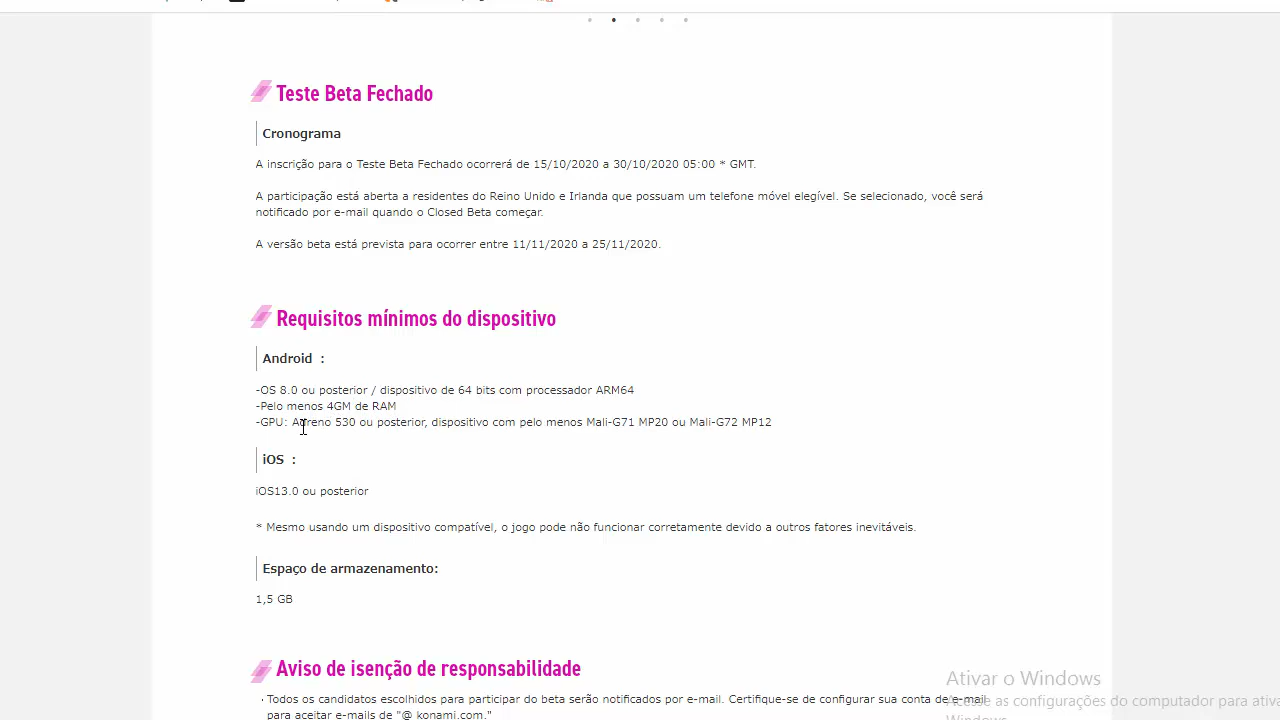 Teste Beta Fechado
Cronograma
A inscrição para o Teste Beta Fechado ocorrerá de 15/10/2020 a 30/10/2020 05:00 * GMT.
A participação está aberta a residentes do Reino Unido e Irlanda que possuam um telefone móvel elegível. Se selecionado, você será
notificado por e-mail quando o Closed Beta começar.
A versão beta está prevista para ocorrer entre 11/11/2020 a 25/11/2020.
Requisitos mínimos do dispositivo
Android :
-OS 8.0 ou posterior / dispositivo de 64 bits com processador ARM64
-Pelo menos 4GM de RAM
-GPU: Adreno 530 ou posterior, dispositivo com pelo menos Mali-G71 MP20 ou Mali-G72 MP12
iOS :
iOS13.0 ou posterior
* Mesmo usando um dispositivo compatível, o jogo pode não funcionar corretamente devido a outros fatores inevitáveis.
Espaço de armazenamento:
1,5 GB
Aviso de isenção de responsabilidade
Ativar o Windows
· Todos os candidatos escolhidos para participar do beta serão notificados por e-mail. Certifique-se de configurar sua conta de e-mail
Acesse as configurações do computador para
para aceitar e-mails de "@ konami.com."
Windows